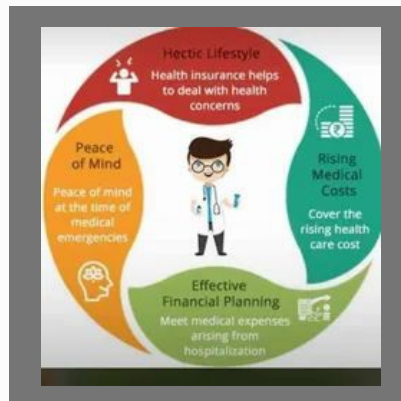 Hectic Lifestyle
Health insurance helps
to deal with health
concerns
Rising
Medical
Costs
Cover the
rising health
care cost
Effective
Financial Planning
Meet medical expenses
arising from
hospitalization
Peace
of Mind
Peace of mind
at the time of
medical
emergencies